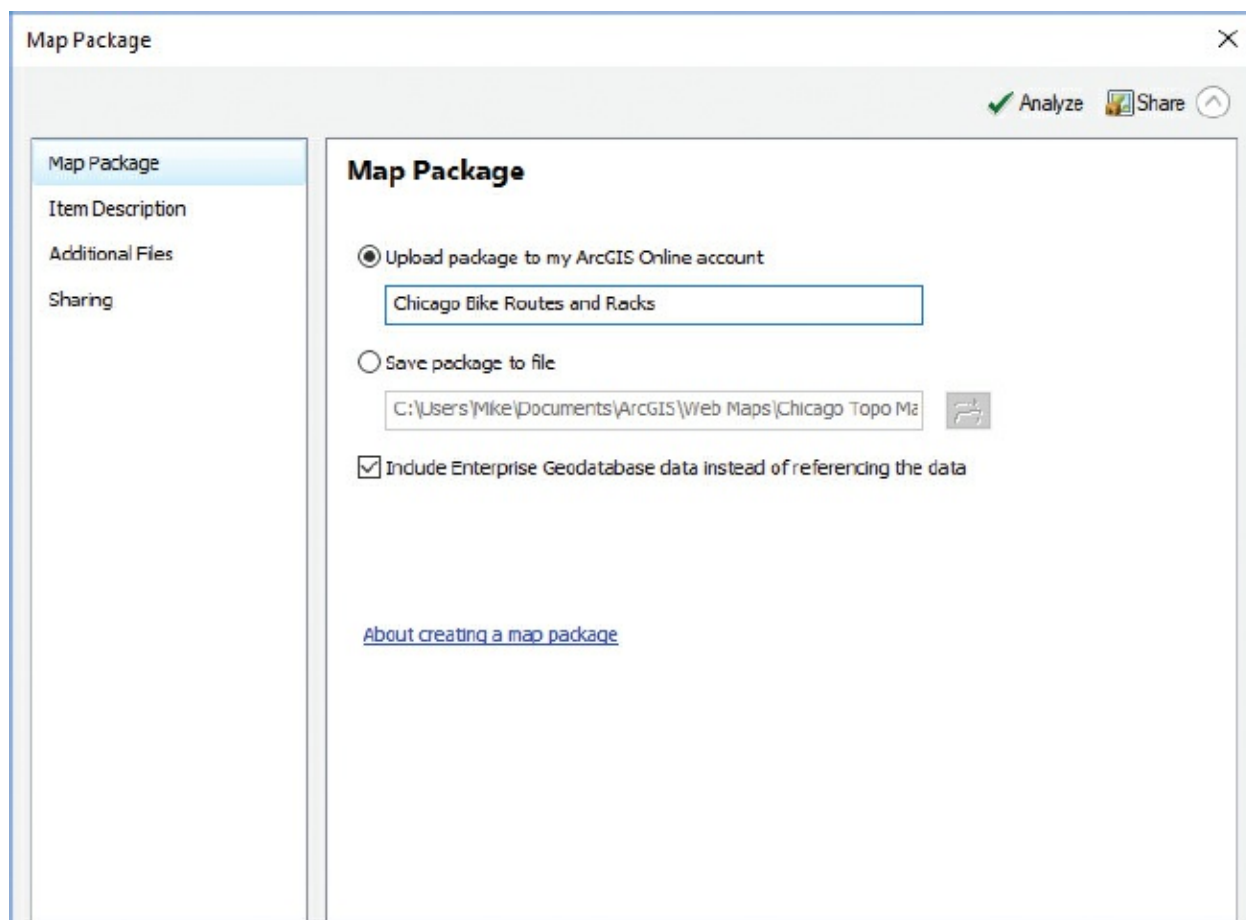 Map Package
Analyze Share
Map Package
Item Description
Additional Files
Sharing
Map Package
Upload package to my ArcGIS Online account
Chicago Bike Routes and Racks
Save package to file
C:\Users\Mike\Documents\ArcGIS\Web Maps\Chicago Topo Ma
Include Enterprise Geodatabase data instead of referencing the data
About creating a map package